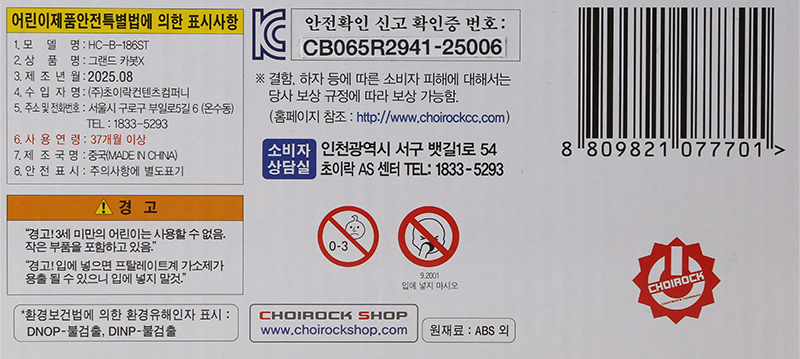 어린이제품안전특별법에 의한 표시사항
1. 모 델 명 : HC-B-186ST
2. 상 품 명 : 그랜드 카봇X
3. 제 조 년 월 : 2025.08
4. 수 입 자 명 : (주)초이락컨텐츠컴퍼니
5. 주소 및 전화번호 : 서울시 구로구 부일로5길 6 (온수동)
TEL : 1833-5293
6. 사 용 연 령 : 37개월 이상
7. 제 조 국 명 : 중국(MADE IN CHINA)
8. 안 전 표 시 : 주의사항에 별도표기
경 고
"경고! 3세 미만의 어린이는 사용할 수 없음.
작은 부품을 포함하고 있음."
"경고! 입에 넣으면 프탈레이트계 가소제가
용출 될 수 있으니 입에 넣지 말것."
*환경보건법에 의한 환경유해인자 표시 :
DNOP-불검출, DINP-불검출
KC
안전확인 신고 확인증 번호:
CB065R2941-25006
※ 결함, 하자 등에 따른 소비자 피해에 대해서는
당사 보상 규정에 따라 보상 가능함.
(홈페이지 참조 : http://www.choirockcc.com)
소비자
상담실
인천광역시 서구 뱃길1로 54
초이락 AS 센터 TEL: 1833-5293
0-3
9.2001
입에 넣지 마시오
CHOIROCK SHOP
www.choirockshop.com
원재료 : ABS 외
8 809821 077701 >
CHOIROCK